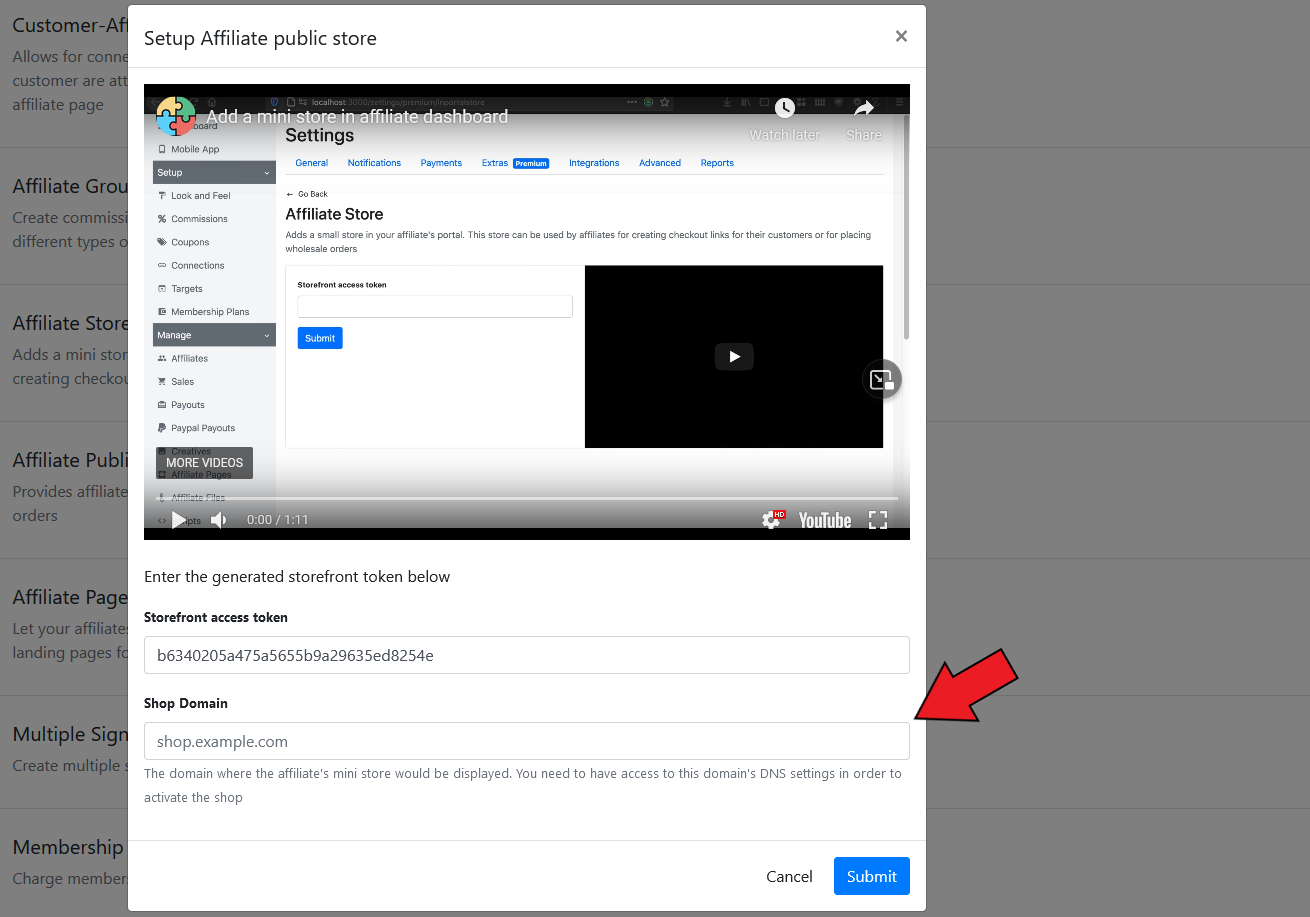 Customer-Aff
Allows for conne
customer are att
affiliate page
Affiliate Grou
Create commissi
different types o
Affiliate Store
Adds a mini stor
creating checkou
Affiliate Publi
Provides affiliate
orders
Affiliate Page
Let your affiliates
landing pages fo
Multiple Sign
Create multiple s
Membership
Charge members
Setup Affiliate public store
×
localhost:3000/settings/premium/inportalstore
Add a mini store in affiliate dashboard
Watch later
Share
board
Mobile App
Setup
Look and Feel
Commissions
Coupons
Connections
Targets
Membership Plans
Manage
Affiliates
Sales
Payouts
Paypal Payouts
Creatives
Affiliate Pages
Affiliate Files
ipts
MORE VIDEOS
Settings
General Notifications Payments Extras Premium Integrations Advanced Reports
← Go Back
Affiliate Store
Adds a small store in your affiliate's portal. This store can be used by affiliates for creating checkout links for their customers or for placing
wholesale orders
Storefront access token
Submit
0:00 / 1:11
HD
YouTube
Enter the generated storefront token below
Storefront access token
b6340205a475a5655b9a29635ed8254e
Shop Domain
shop.example.com
The domain where the affiliate's mini store would be displayed. You need to have access to this domain's DNS settings in order to
activate the shop
Cancel
Submit